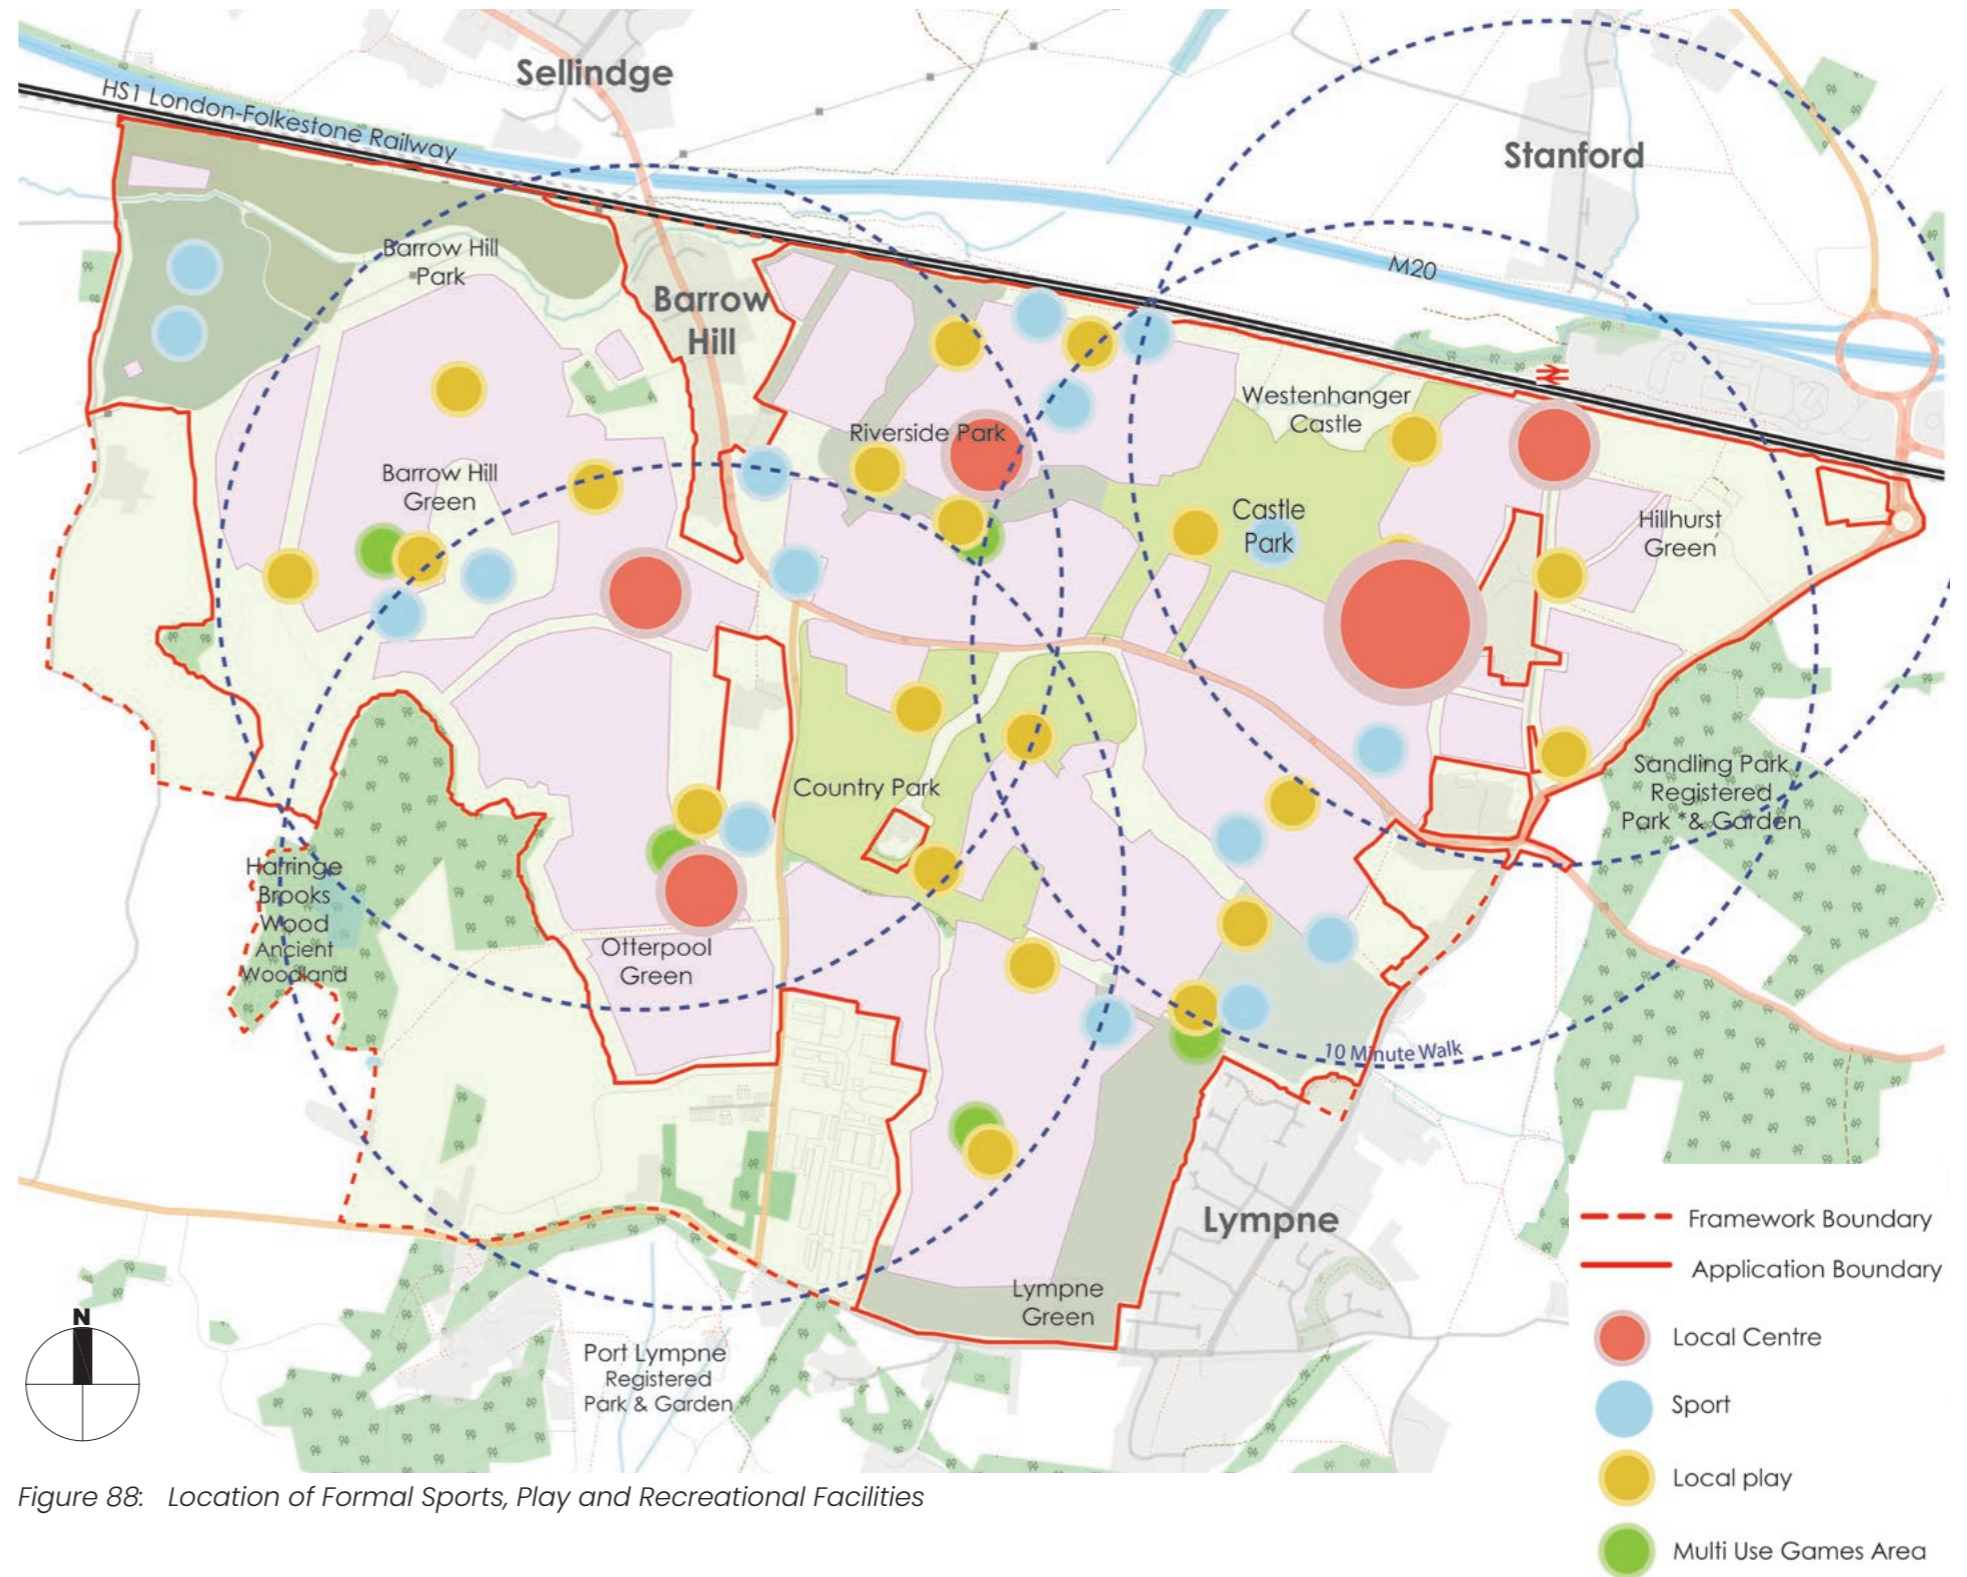 Sellindge
HS1 London-Folkestone Railway
Stanford
M20
Barrow Hill
Park
Barrow
Hill
Westenhanger
Castle
Riverside Park
Barrow Hill
Green
Castle
Park
Hillhurst
Green
Country Park
Sandling Park
Registered
Park *& Garden
Harringe
Brooks
Wood
Ancient
Woodland
Otterpool
Green
10 Minute Walk
Lympne
Lympne
Green
Port Lympne
Registered
Park & Garden
N
Framework Boundary
Application Boundary
Local Centre
Sport
Local play
Multi Use Games Area
Figure 88: Location of Formal Sports, Play and Recreational Facilities